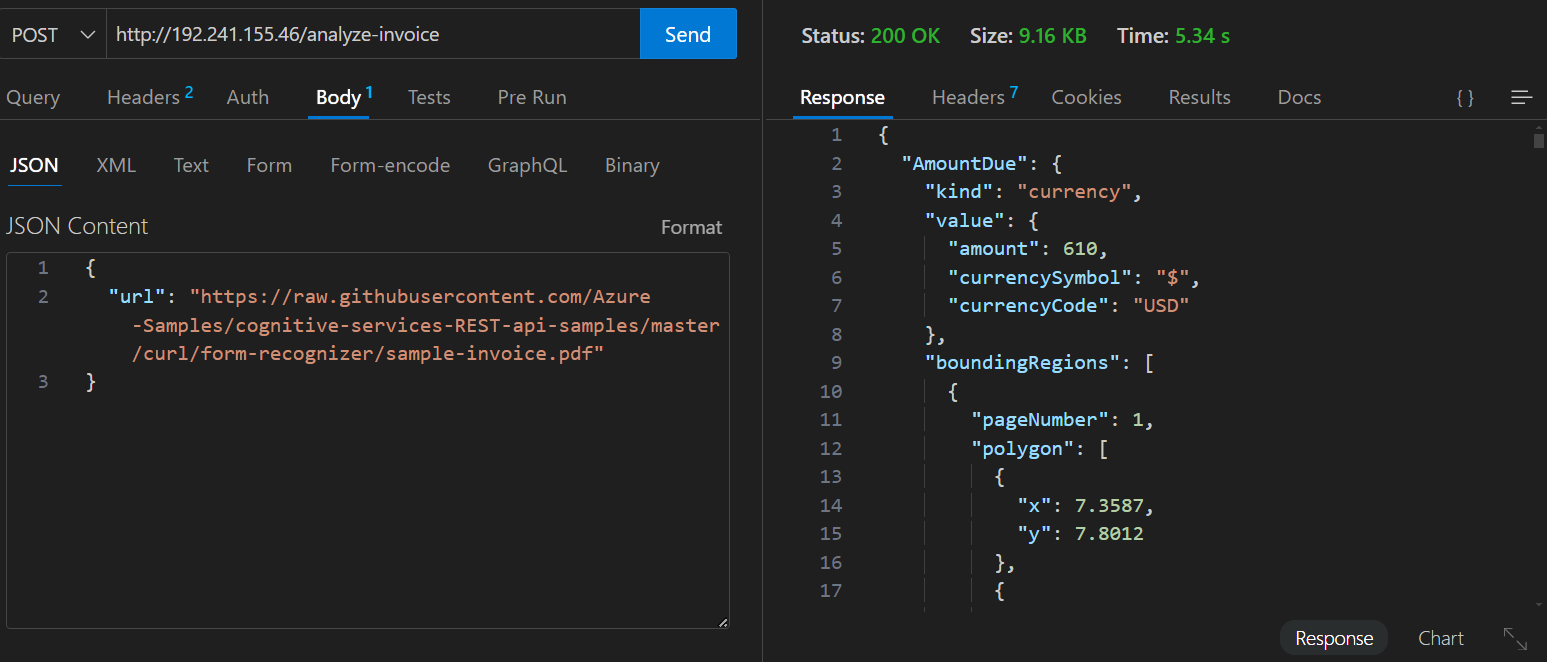 POST http://192.241.155.46/analyze-invoice Send
Query Headers 2 Auth Body 1 Tests Pre Run
JSON XML Text Form Form-encode GraphQL Binary
JSON Content Format
1 {
2 "url": "https://raw.githubusercontent.com/Azure
-Samples/cognitive-services-REST-api-samples/master
/curl/form-recognizer/sample-invoice.pdf"
3 }
Status: 200 OK Size: 9.16 KB Time: 5.34 s
Response Headers 7 Cookies Results Docs { }
1 {
2 "AmountDue": {
3 "kind": "currency",
4 "value": {
5 "amount": 610,
6 "currencySymbol": "$",
7 "currencyCode": "USD"
8 },
9 "boundingRegions": [
10 {
11 "pageNumber": 1,
12 "polygon": [
13 {
14 "x": 7.3587,
15 "y": 7.8012
16 },
17 {
Response Chart